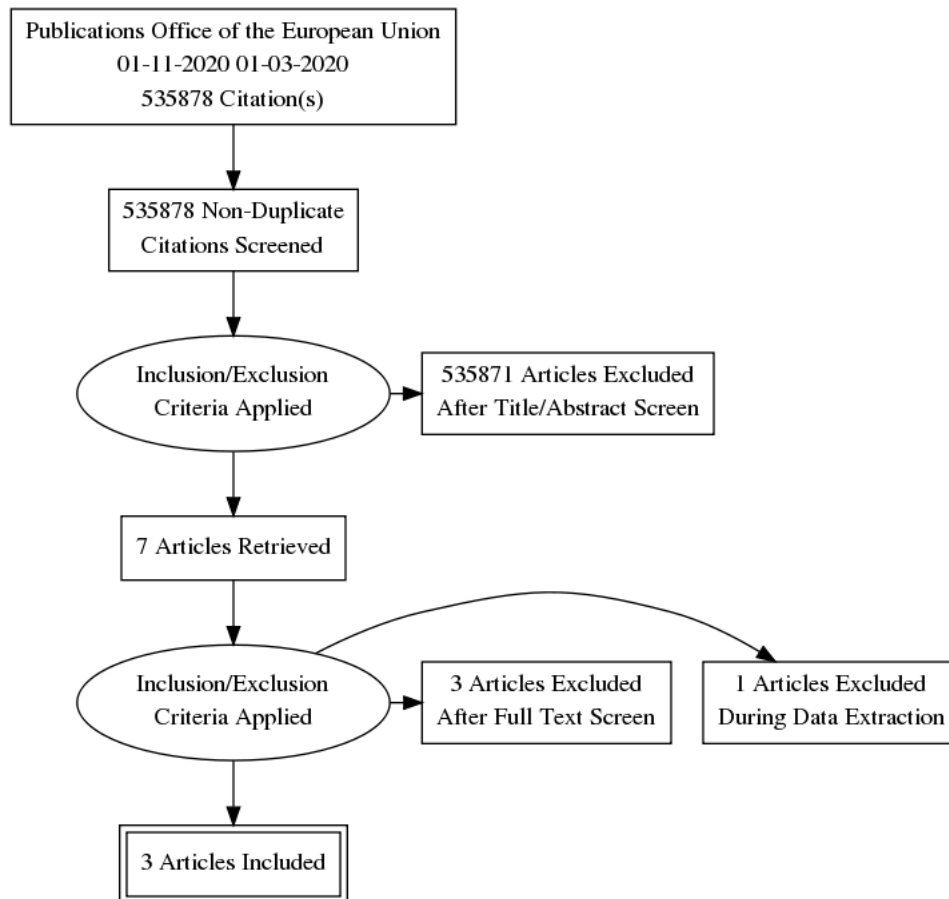 Publications Office of the European Union
01-11-2020 01-03-2020
535878 Citation(s)
535878 Non-Duplicate
Citations Screened
Inclusion/Exclusion
Criteria Applied
535871 Articles Excluded
After Title/Abstract Screen
7 Articles Retrieved
Inclusion/Exclusion
Criteria Applied
3 Articles Excluded
After Full Text Screen
1 Articles Excluded
During Data Extraction
3 Articles Included